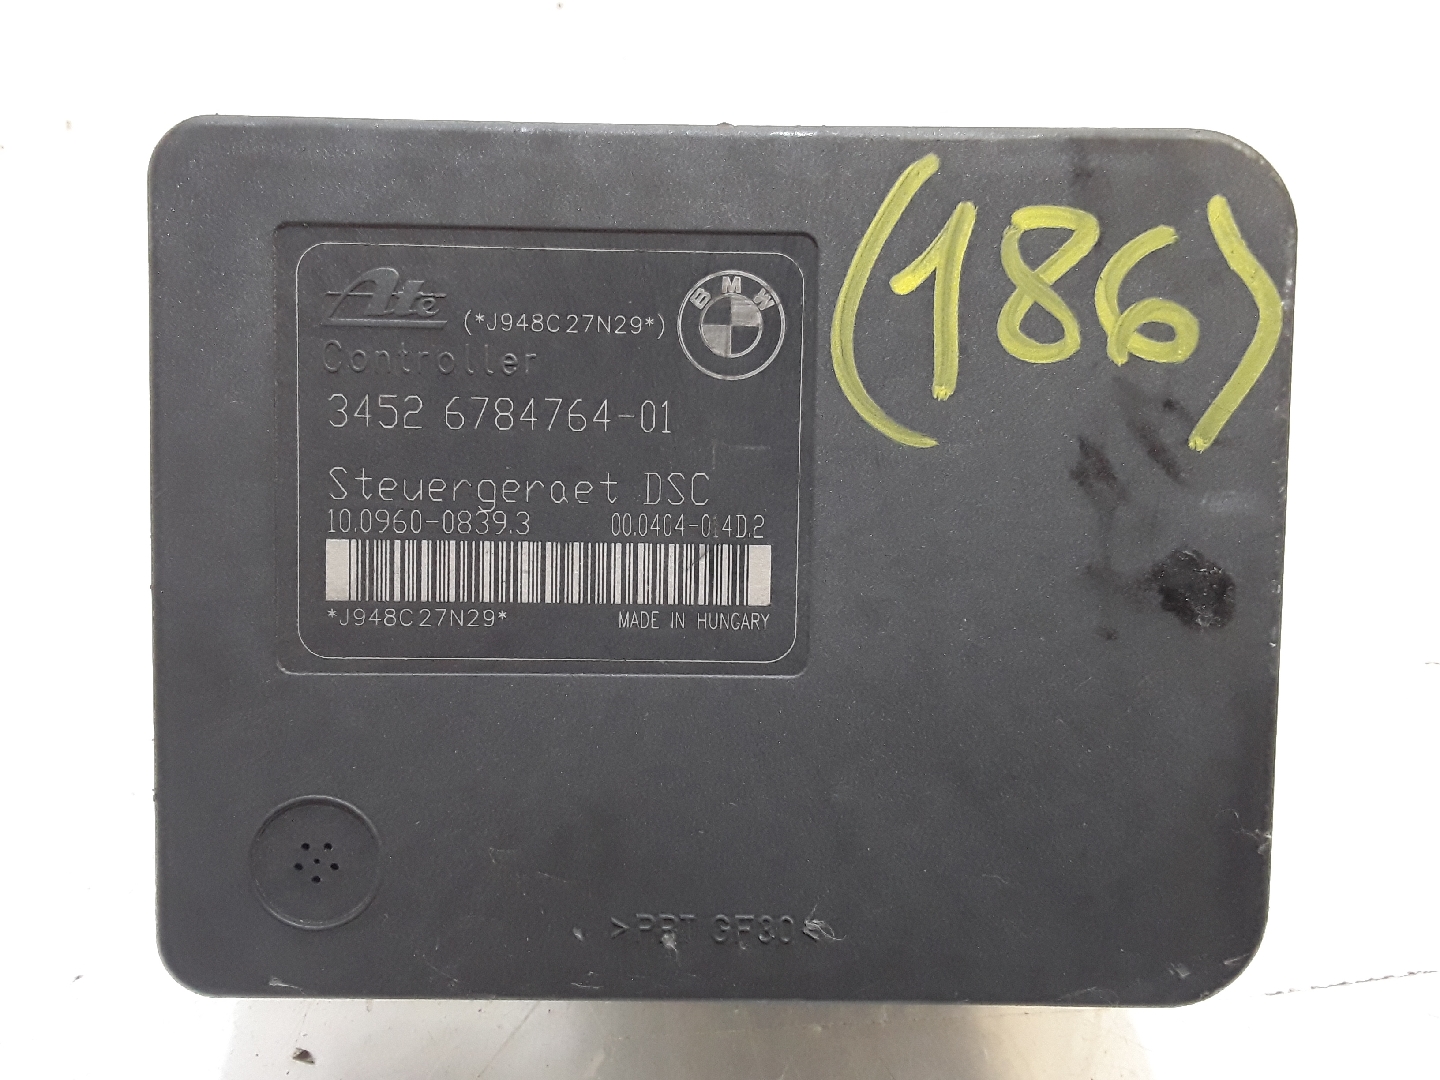 Ate (*J948C27N29*) BMW
Controller
3452 6784764-01
Steuergeraet DSC
10.0960-0839.3 00.0404-014D.2
*J948C27N29* MADE IN HUNGARY
(186)
>PBT GF30<